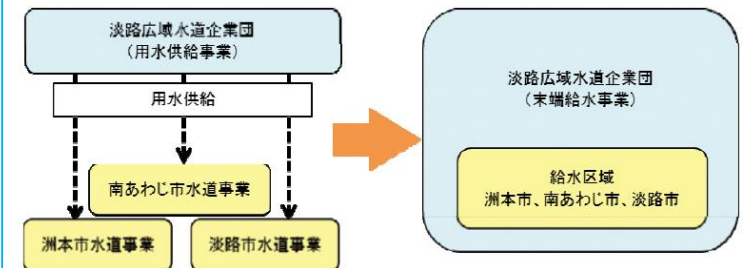 淡路広域水道企業団
(用水供給事業)
用水供給
南あわじ市水道事業
洲本市水道事業
淡路市水道事業
淡路広域水道企業団
(末端給水事業)
給水区域
洲本市、南あわじ市、淡路市